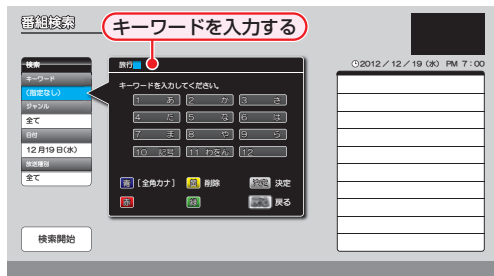 番組検索
キーワードを入力する
2012／12／19 (水) PM 7:00
検索
キーワード
(指定なし)
ジャンル
全て
日付
12月19日(水)
放送種別
全て
検索開始
旅行
キーワードを入力してください。
1 あ 2 か 3 さ
4 た 5 な 6 は
7 ま 8 や 9 ら
10 記号 11 わをん 12
青 [全角カナ] 黄 削除 決定
赤 緑 戻る